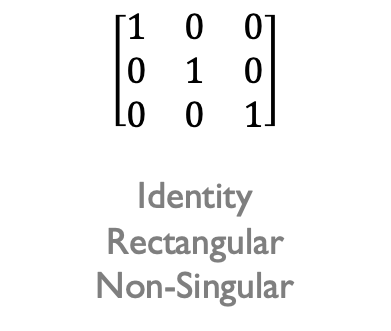 1 0 0
0 1 0
0 0 1
Identity
Rectangular
Non-Singular